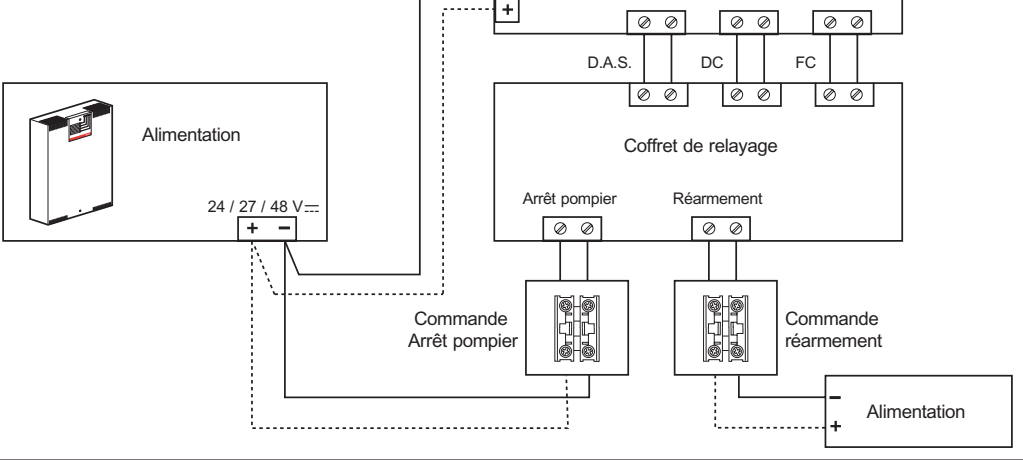 +
D.A.S. DC FC
Alimentation
Coffret de relayage
24 / 27 / 48 V
Arrêt pompier Réarmement
+ −
Commande
Arrêt pompier
Commande
réarmement
−
Alimentation
+